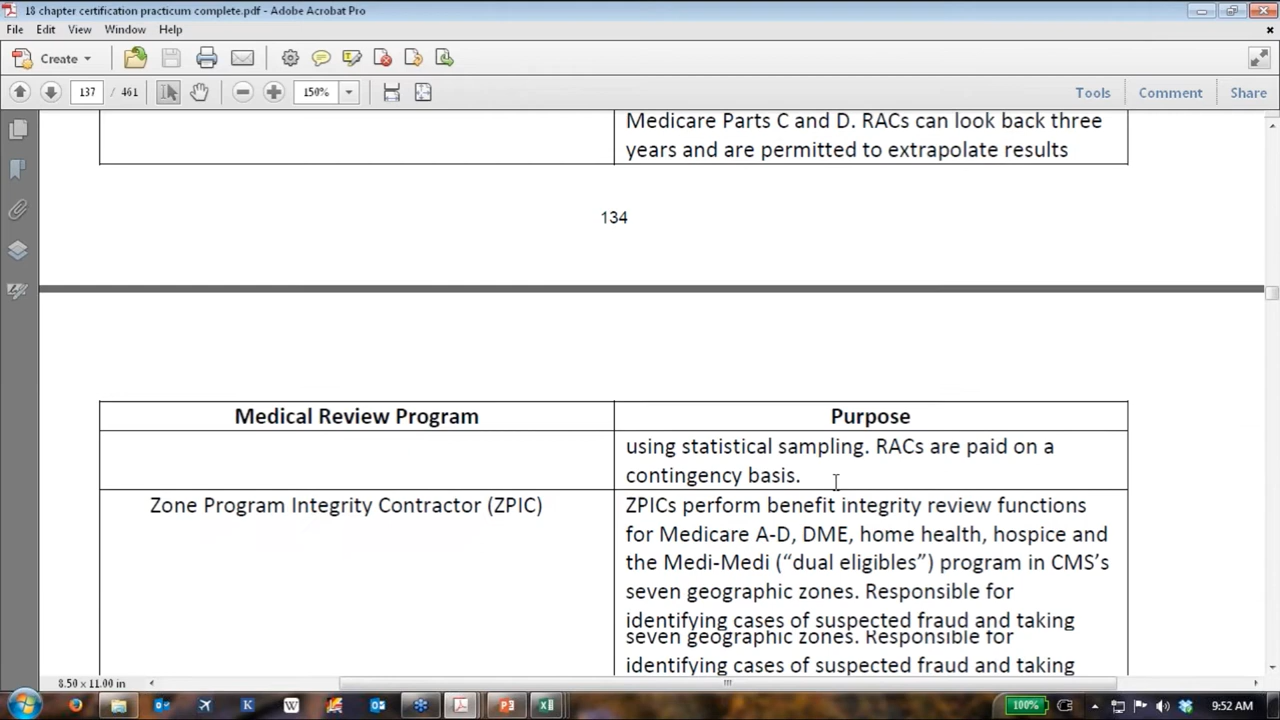 18 chapter certification practicum complete.pdf - Adobe Acrobat Pro
File Edit View Window Help
Create
137 / 461 150% Tools Comment Share
Medicare Parts C and D. RACs can look back three
years and are permitted to extrapolate results
134
Medical Review Program Purpose
using statistical sampling. RACs are paid on a
contingency basis.
Zone Program Integrity Contractor (ZPIC) ZPICs perform benefit integrity review functions
for Medicare A-D, DME, home health, hospice and
the Medi-Medi (“dual eligibles”) program in CMS’s
seven geographic zones. Responsible for
identifying cases of suspected fraud and taking
seven geographic zones. Responsible for
identifying cases of suspected fraud and taking
8.50 x 11.00 in
K W 100% 9:52 AM